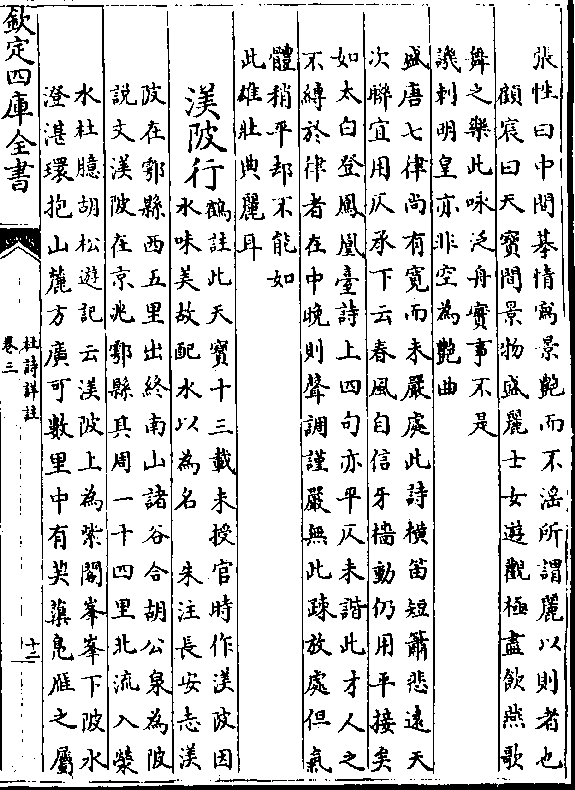 張性曰中間摹情寫景艶而不滛所謂麗以則者也
顧宸曰天寳間景物盛麗士女遊觀極盡飲燕歌
舞之樂此咏泛舟實事不是
譏刺明皇亦非空為艶曲
盛唐七律尚有寛而未嚴處此詩横笛短簫悲逺天
次聯宜用仄承下云春風自信牙檣動仍用平接矣
如太白登鳳凰臺詩上四句亦平仄未諧此才人之
不縛於律者在中晚則聲調謹嚴無此疎放處但氣
體稍平却不能如
此雄壯典麗耳
渼陂行鶴註此天寳十三載未授官時作渼陂因
水味美故配水以為名 朱注長安志渼
陂在鄠縣西五里出終南山諸谷合胡公泉為陂
說文渼陂在京兆鄠縣其周一十四里北流入澇
水杜臆胡松遊記云渼陂上為紫閣峯峯下陂水
澄湛環抱山麓方廣可數里中有芙蕖鳬雁之屬
欽定四庫全書
杜詩詳註
卷三
十二